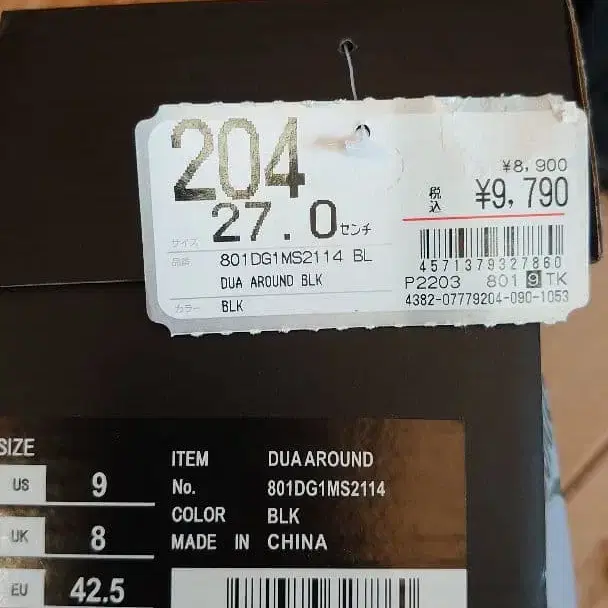 204
27.0センチ
サイズ
品番 801DG1MS2114 BL
DUA AROUND BLK
カラー BLK
¥8,900
税込 ¥9,790
4571379327860
P2203 801 9 TK
4382-07779204-090-1053
SIZE
US 9
UK 8
EU 42.5
ITEM DUA AROUND
No. 801DG1MS2114
COLOR BLK
MADE IN CHINA